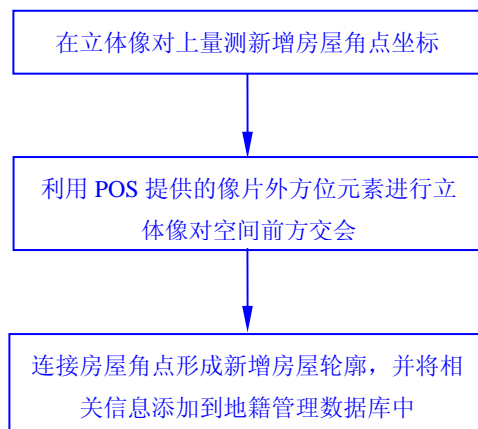 在立体像对上量测新增房屋角点坐标
利用 POS 提供的像片外方位元素进行立
体像对空间前方交会
连接房屋角点形成新增房屋轮廓，并将相
关信息添加到地籍管理数据库中